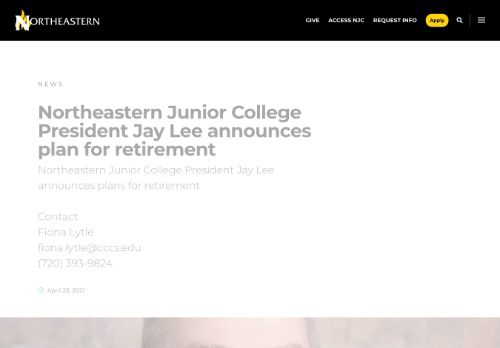 NORTHEASTERN
GIVE
ACCESS NJC
REQUEST INFO
Apply
NEWS
Northeastern Junior College
President Jay Lee announces
plan for retirement
Northeastern Junior College President Jay Lee
announces plans for retirement
Contact
Fiona Lytle
fiona.lytle@cccs.edu
(720) 393-9824
April 23, 2021